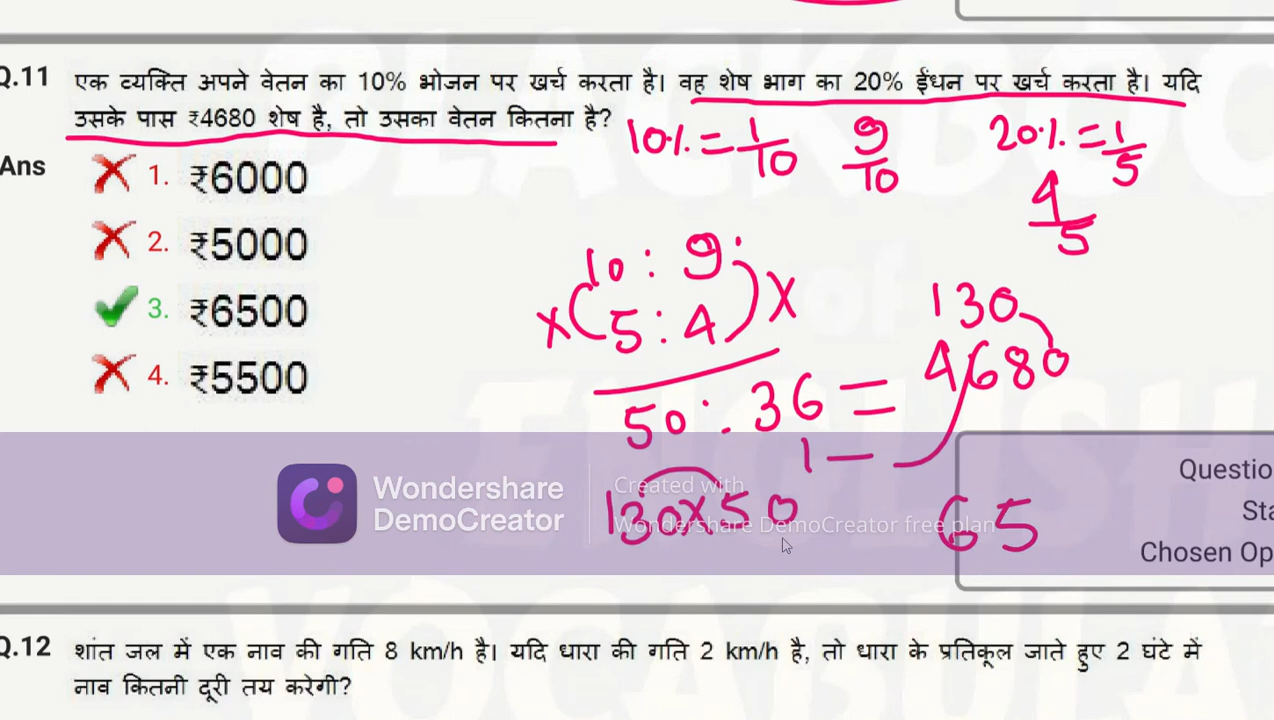 Q.11 एक व्यक्ति अपने वेतन का 10% भोजन पर खर्च करता है। वह शेष भाग का 20% ईंधन पर खर्च करता है। यदि
उसके पास ₹4680 शेष है, तो उसका वेतन कितना है?
10% = 1/10 9/10 20% = 1/5
4/5
Ans
1. ₹6000
2. ₹5000
3. ₹6500
4. ₹5500
10 : 9
×( 5 : 4 )×
130
50 : 36 = 4680
1 —
130×50 65
Wondershare
DemoCreator
Created with
Wondershare DemoCreator free plan
Questio
Sta
Chosen Op
Q.12 शांत जल में एक नाव की गति 8 km/h है। यदि धारा की गति 2 km/h है, तो धारा के प्रतिकूल जाते हुए 2 घंटे में
नाव कितनी दूरी तय करेगी?